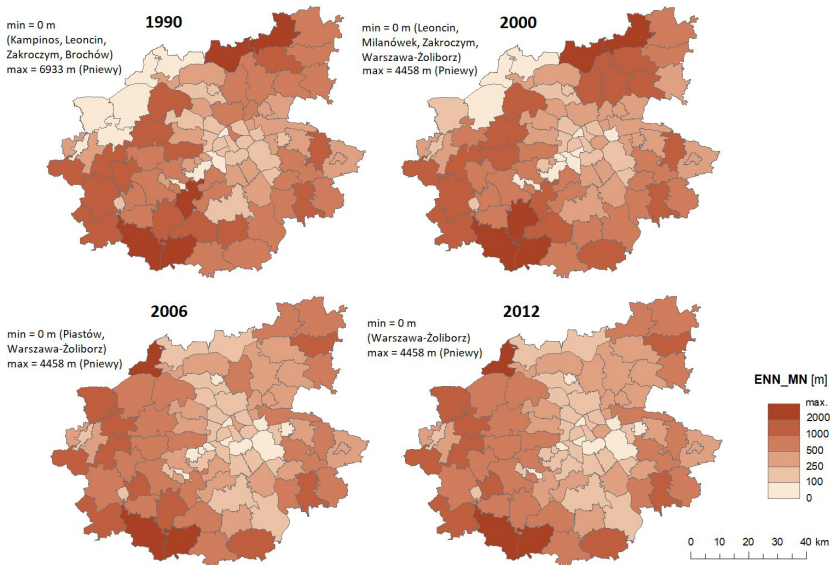 1990
min = 0 m
(Kampinos, Leoncin,
Zakroczym, Brochów)
max = 6933 m (Pniewy)
2000
min = 0 m (Leoncin,
Milanówek, Zakroczym,
Warszawa-Żoliborz)
max = 4458 m (Pniewy)
2006
min = 0 m (Piastów,
Warszawa-Żoliborz)
max = 4458 m (Pniewy)
2012
min = 0 m
(Warszawa-Żoliborz)
max = 4458 m (Pniewy)
ENN_MN [m]
max.
2000
1000
500
250
100
0
0 10 20 30 40 km